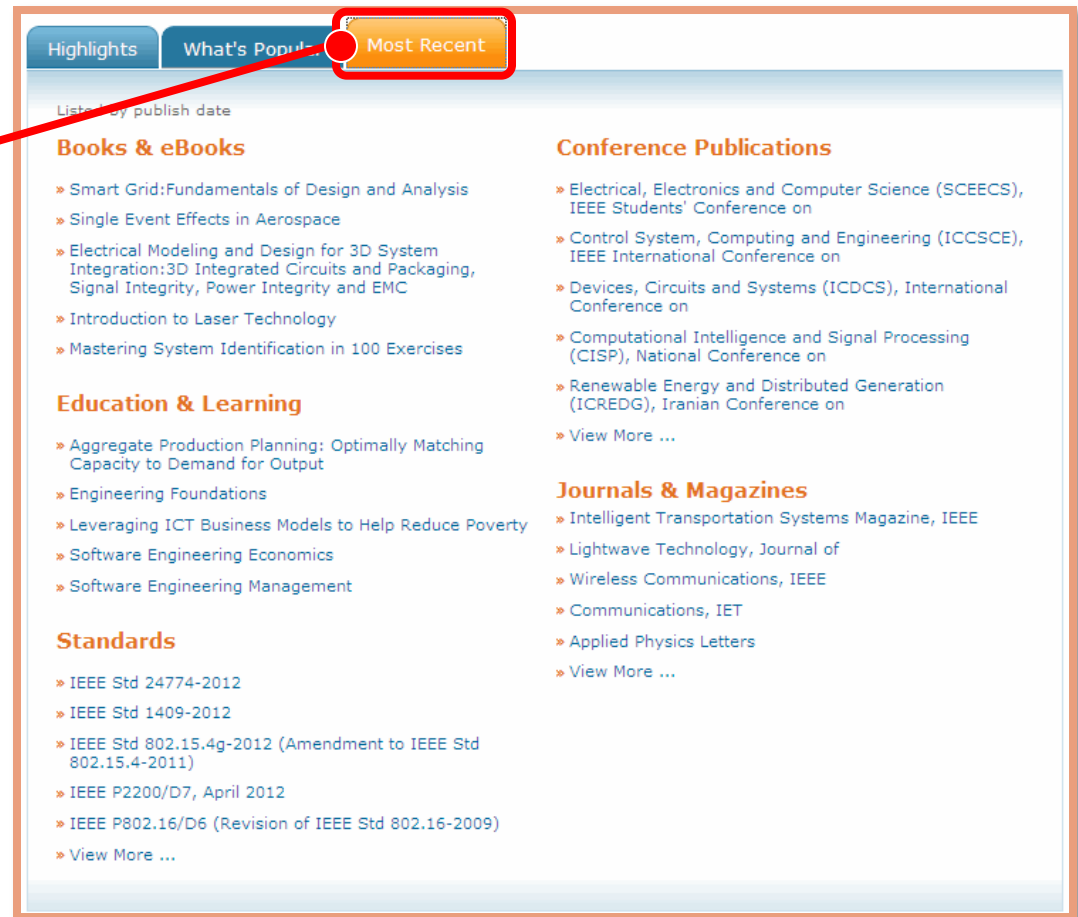 Highlights
What's Popular
Most Recent
Listed by publish date
Books & eBooks
» Smart Grid:Fundamentals of Design and Analysis
» Single Event Effects in Aerospace
» Electrical Modeling and Design for 3D System
Integration:3D Integrated Circuits and Packaging,
Signal Integrity, Power Integrity and EMC
» Introduction to Laser Technology
» Mastering System Identification in 100 Exercises
Education & Learning
» Aggregate Production Planning: Optimally Matching
Capacity to Demand for Output
» Engineering Foundations
» Leveraging ICT Business Models to Help Reduce Poverty
» Software Engineering Economics
» Software Engineering Management
Standards
» IEEE Std 24774-2012
» IEEE Std 1409-2012
» IEEE Std 802.15.4g-2012 (Amendment to IEEE Std
802.15.4-2011)
» IEEE P2200/D7, April 2012
» IEEE P802.16/D6 (Revision of IEEE Std 802.16-2009)
» View More ...
Conference Publications
» Electrical, Electronics and Computer Science (SCEECS),
IEEE Students' Conference on
» Control System, Computing and Engineering (ICCSCE),
IEEE International Conference on
» Devices, Circuits and Systems (ICDCS), International
Conference on
» Computational Intelligence and Signal Processing
(CISP), National Conference on
» Renewable Energy and Distributed Generation
(ICREDG), Iranian Conference on
» View More ...
Journals & Magazines
» Intelligent Transportation Systems Magazine, IEEE
» Lightwave Technology, Journal of
» Wireless Communications, IEEE
» Communications, IET
» Applied Physics Letters
» View More ...